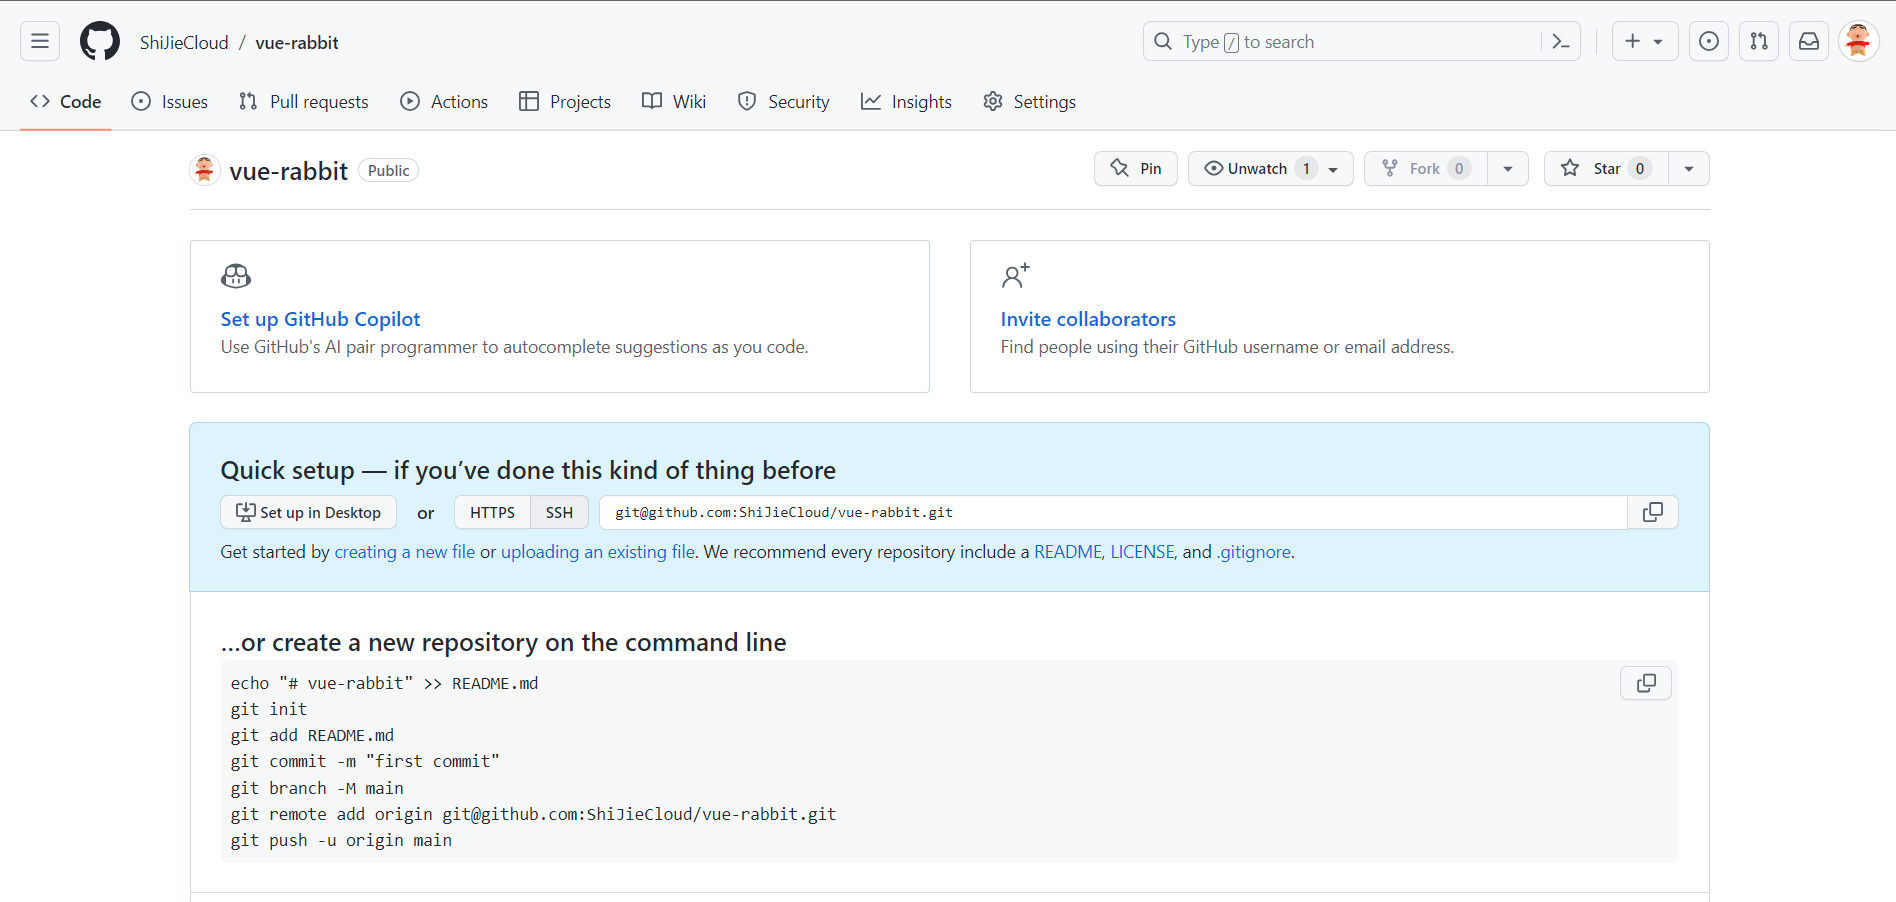 ShiJieCloud / vue-rabbit
Type / to search
Code Issues Pull requests Actions Projects Wiki Security Insights Settings
vue-rabbit Public
Pin Unwatch 1 Fork 0 Star 0
Set up GitHub Copilot
Use GitHub's AI pair programmer to autocomplete suggestions as you code.
Invite collaborators
Find people using their GitHub username or email address.
Quick setup — if you’ve done this kind of thing before
Set up in Desktop or HTTPS SSH git@github.com:ShiJieCloud/vue-rabbit.git
Get started by creating a new file or uploading an existing file. We recommend every repository include a README, LICENSE, and .gitignore.
…or create a new repository on the command line
echo "# vue-rabbit" >> README.md
git init
git add README.md
git commit -m "first commit"
git branch -M main
git remote add origin git@github.com:ShiJieCloud/vue-rabbit.git
git push -u origin main